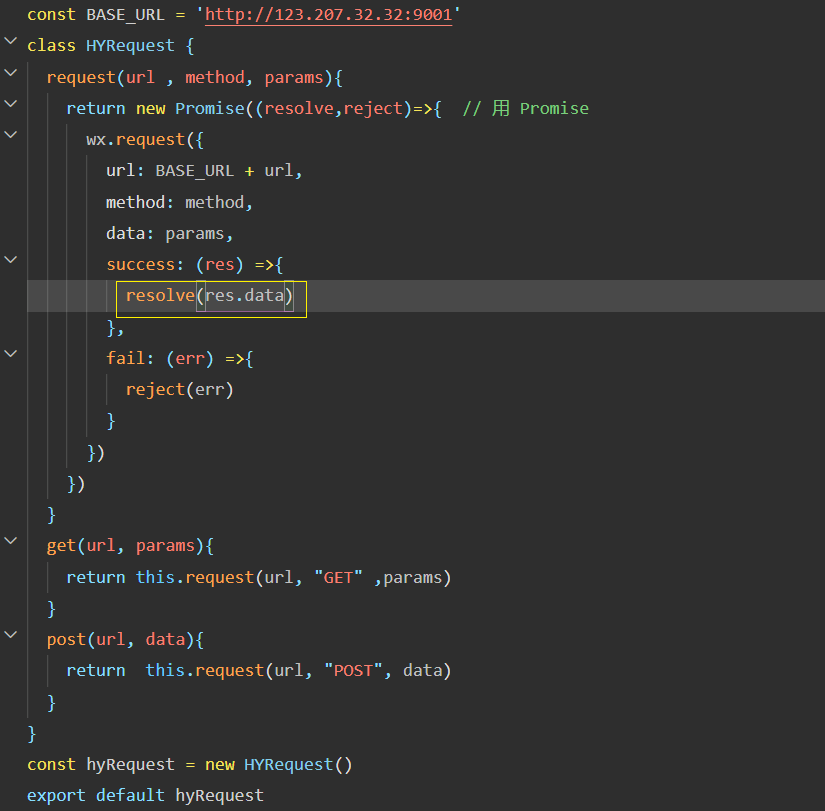 const BASE_URL = 'http://123.207.32.32:9001'
class HYRequest {
request(url , method, params){
return new Promise((resolve,reject)=>{  // 用 Promise
wx.request({
url: BASE_URL + url,
method: method,
data: params,
success: (res) =>{
resolve(res.data)
},
fail: (err) =>{
reject(err)
}
})
})
}
get(url, params){
return this.request(url, "GET" ,params)
}
post(url, data){
return  this.request(url, "POST", data)
}
}
const hyRequest = new HYRequest()
export default hyRequest